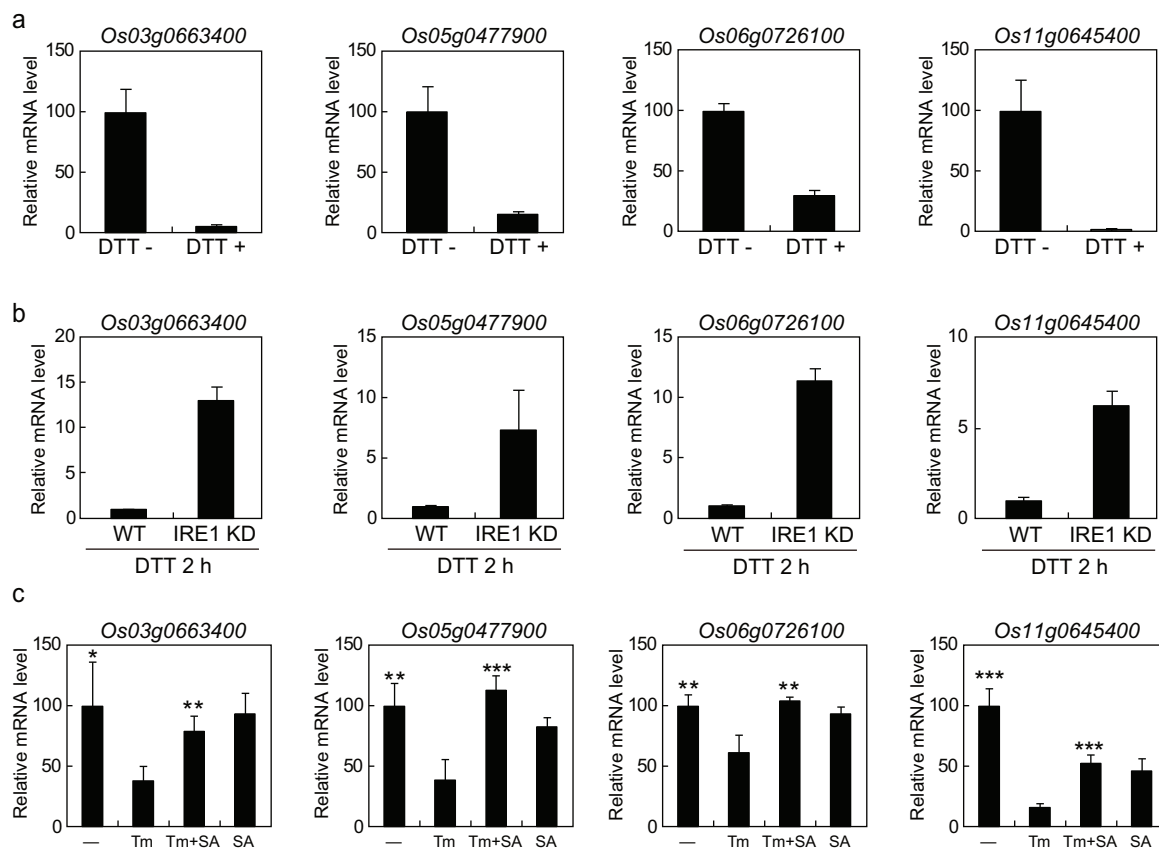 a
Os03g0663400 Os05g0477900 Os06g0726100 Os11g0645400
Relative mRNA level Relative mRNA level Relative mRNA level Relative mRNA level
150 150 150 150
100 100 100 100
50 50 50 50
0 0 0 0
DTT - DTT + DTT - DTT + DTT - DTT + DTT - DTT +
b
Os03g0663400 Os05g0477900 Os06g0726100 Os11g0645400
Relative mRNA level Relative mRNA level Relative mRNA level Relative mRNA level
20 15 15 10
15 10 10 5
10 5 5 0
5 0 0
0
WT IRE1 KD WT IRE1 KD WT IRE1 KD WT IRE1 KD
DTT 2 h DTT 2 h DTT 2 h DTT 2 h
c
Os03g0663400 Os05g0477900 Os06g0726100 Os11g0645400
Relative mRNA level Relative mRNA level Relative mRNA level Relative mRNA level
150 150 150 150
* ** ** *** ** ** *** ***
100 100 100 100
50 50 50 50
0 0 0 0
— Tm Tm+SA SA — Tm Tm+SA SA — Tm Tm+SA SA — Tm Tm+SA SA